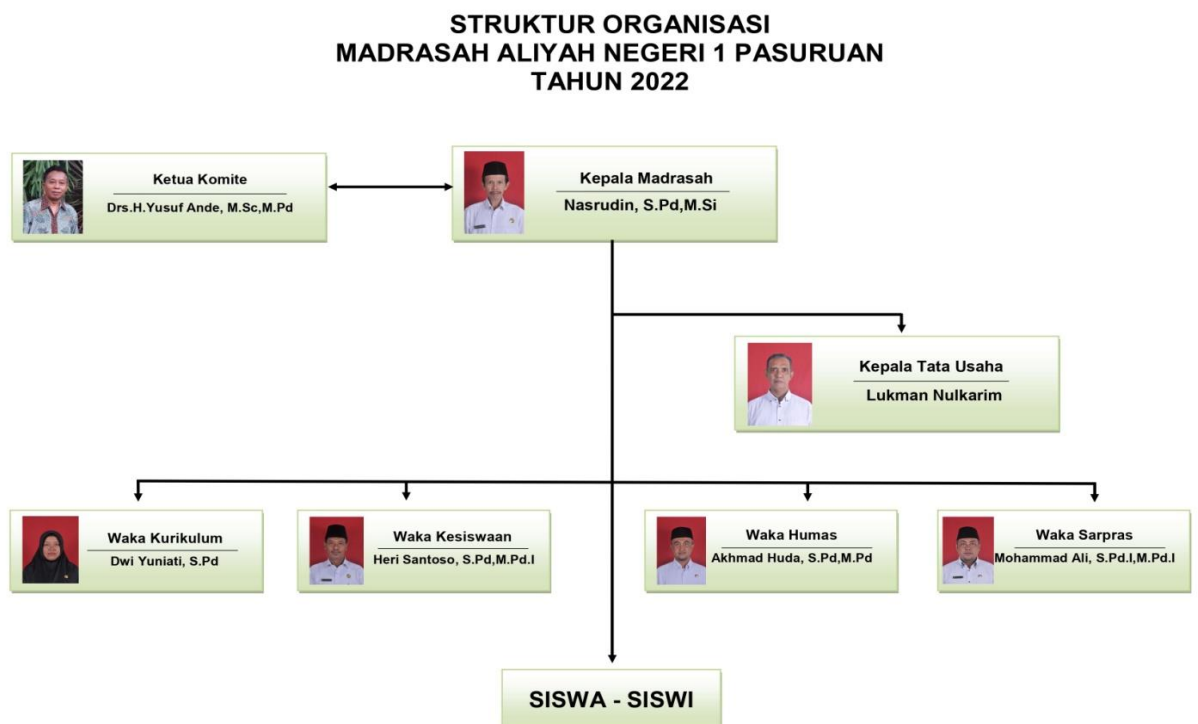 STRUKTUR ORGANISASI
MADRASAH ALIYAH NEGERI 1 PASURUAN
TAHUN 2022
Ketua Komite
Drs.H.Yusuf Ande, M.Sc,M.Pd
Kepala Madrasah
Nasrudin, S.Pd,M.Si
Kepala Tata Usaha
Lukman Nulkarim
Waka Kurikulum
Dwi Yuniati, S.Pd
Waka Kesiswaan
Heri Santoso, S.Pd,M.Pd.I
Waka Humas
Akhmad Huda, S.Pd,M.Pd
Waka Sarpras
Mohammad Ali, S.Pd.I,M.Pd.I
SISWA - SISWI